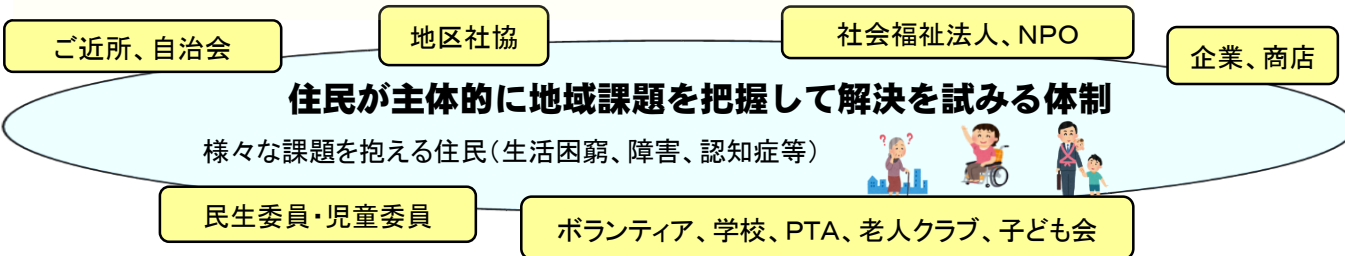 ご近所、自治会
地区社協
社会福祉法人、NPO
企業、商店
住民が主体的に地域課題を把握して解決を試みる体制
様々な課題を抱える住民(生活困窮、障害、認知症等)
? ?
民生委員・児童委員
ボランティア、学校、PTA、老人クラブ、子ども会